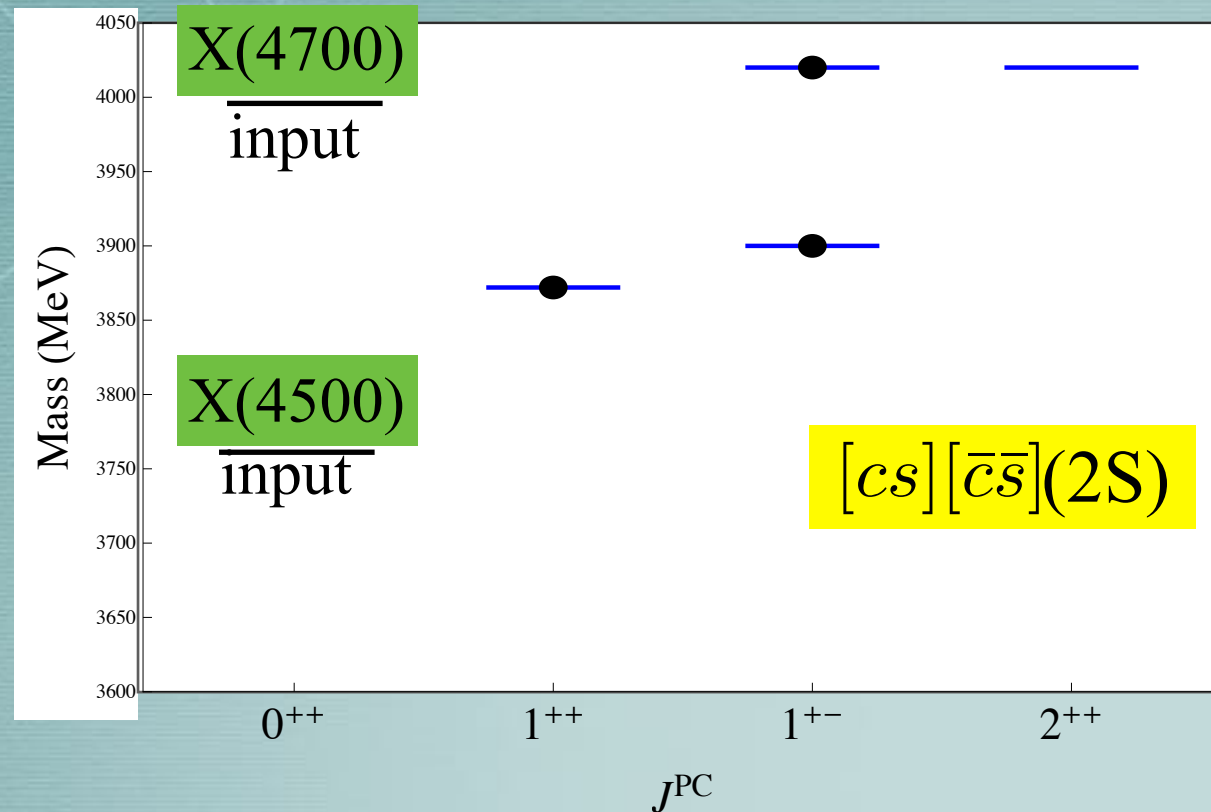 4050
X(4700)
4000
input
3950
3900
3850
X(4500)
3800
input
3750
[cs][c̅s̅](2S)
3700
3650
3600
Mass (MeV)
0⁺⁺ 1⁺⁺ 1⁺⁻ 2⁺⁺
Jᴾꟲ